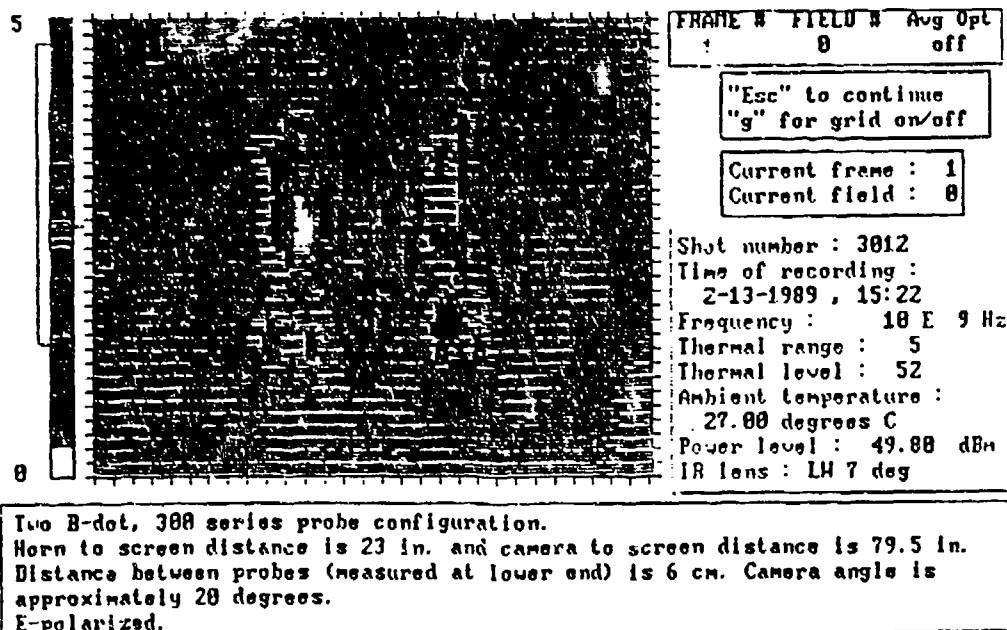 5
FRAME # FIELD # Avg Opt
0 off
"Esc" to continue
"g" for grid on/off
Current frame : 1
Current field : 0
Shot number : 3012
Time of recording :
2-13-1989 , 15:22
Frequency : 10 E 9 Hz
Thermal range : 5
Thermal level : 52
Ambient temperature :
27.00 degrees C
Power level : 49.80 dBm
IR lens : LW 7 deg
0
Two B-dot, 300 series probe configuration.
Horn to screen distance is 23 in. and camera to screen distance is 79.5 in.
Distance between probes (measured at lower end) is 6 cm. Camera angle is
approximately 20 degrees.
E-polarized.